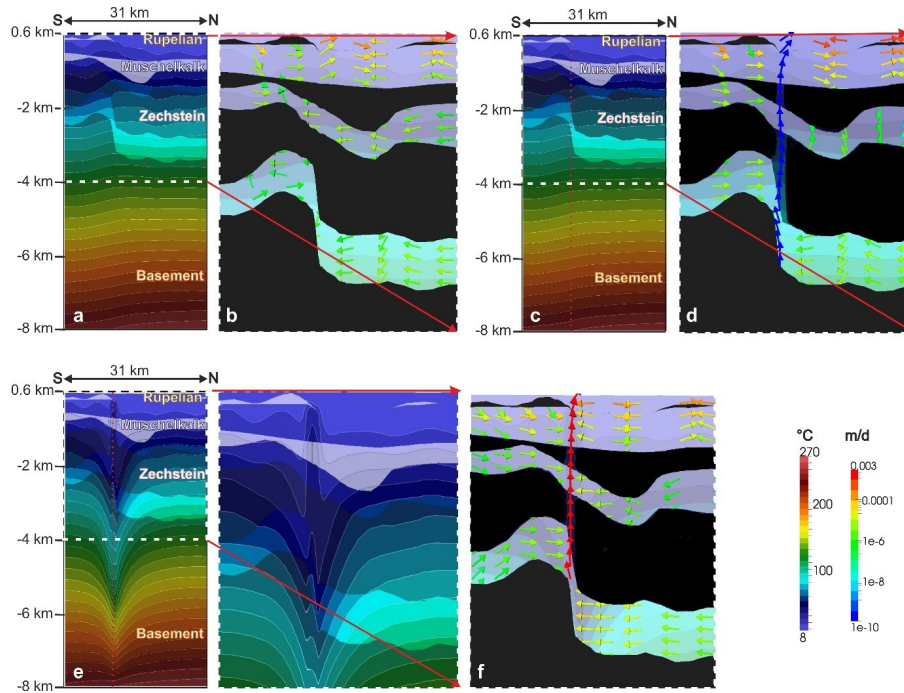 31 km
S N
0.6 km
Rupelian
Muschelkalk
-2 km
Zechstein
-4 km
-6 km
Basement
-8 km
a
b
31 km
S N
0.6 km
Rupelian
Muschelkalk
-2 km
Zechstein
-4 km
-6 km
Basement
-8 km
c
d
31 km
S N
0.6 km
Rupelian
Muschelkalk
-2 km
Zechstein
-4 km
-6 km
Basement
-8 km
e
f
°C m/d
270
200
100
8
0.003
0.0001
1e-6
1e-8
1e-10